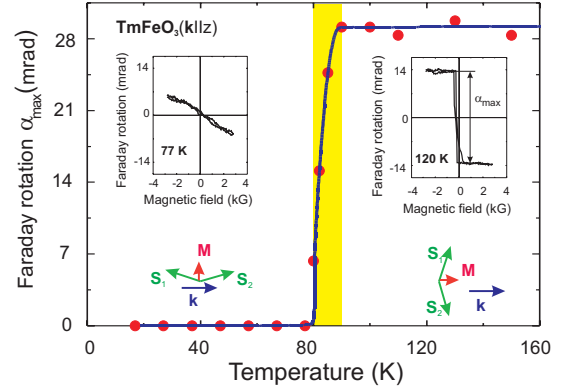 28
21
14
7
0
Faraday rotation α_max (mrad)
TmFeO₃(k||z)
Faraday rotation (mrad)
14
0
-14
77 K
-4 -2 0 2 4
Magnetic field (kG)
Faraday rotation (mrad)
14
0
-14
α_max
120 K
-4 -2 0 2 4
Magnetic field (kG)
M
S₁ S₂
k
S₁
M
k
S₂
0 40 80 120 160
Temperature (K)